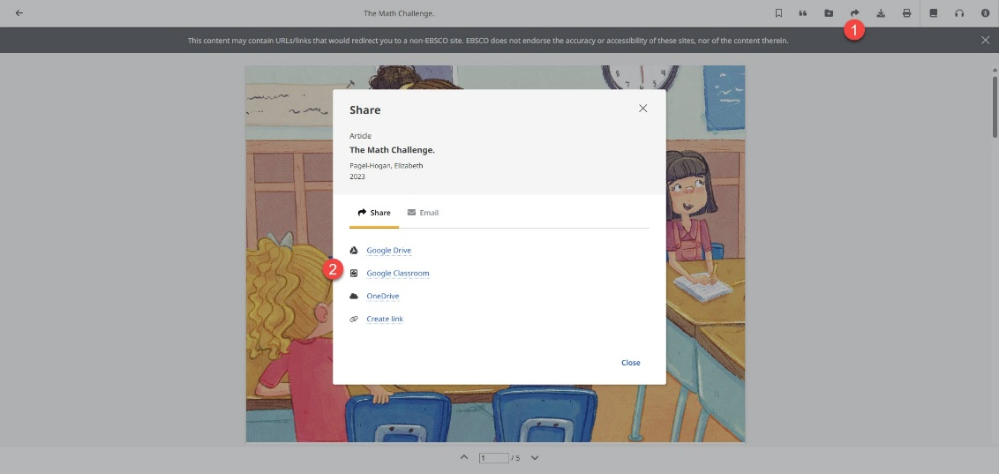 The Math Challenge.
1
This content may contain URLs/links that would redirect you to a non-EBSCO site. EBSCO does not endorse the accuracy or accessibility of these sites, nor of the content therein.
Share
Article
The Math Challenge.
Pagel-Hogan, Elizabeth
2023
Share Email
Google Drive
2
Google Classroom
OneDrive
Create link
Close
1 / 5